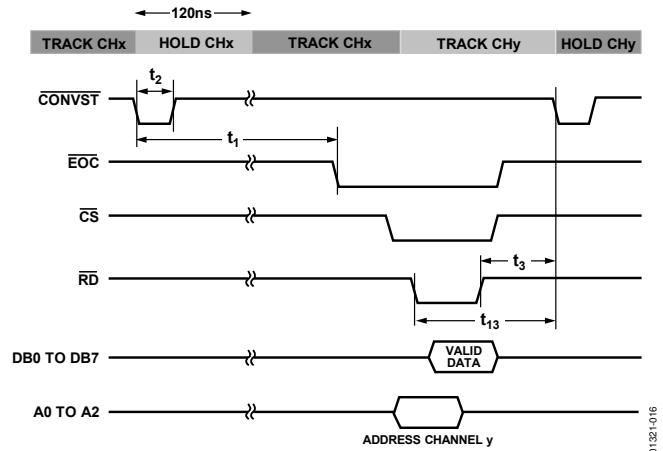 120ns
TRACK CHx HOLD CHx TRACK CHx TRACK CHy HOLD CHy
t2
CONVST
t1
EOC
CS
t3
RD
t13
DB0 TO DB7
VALID
DATA
A0 TO A2
ADDRESS CHANNEL y
01321-016